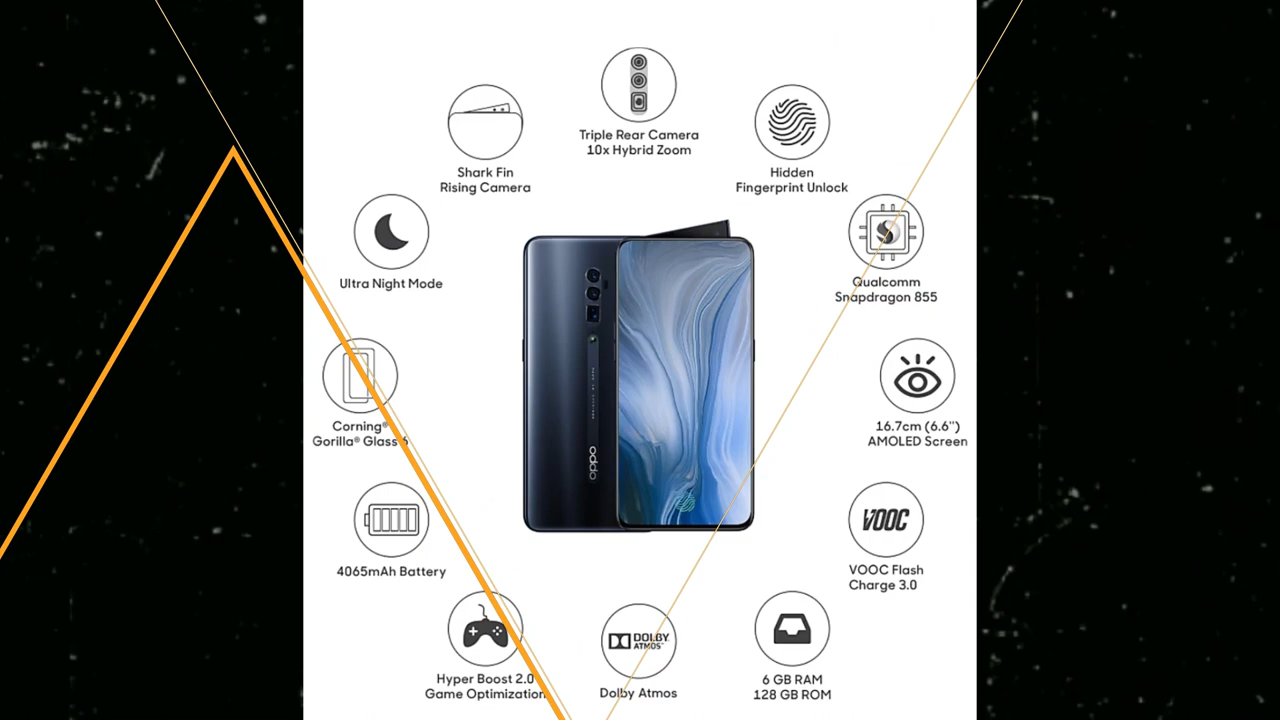 Triple Rear Camera
10x Hybrid Zoom
Shark Fin
Rising Camera
Hidden
Fingerprint Unlock
Ultra Night Mode
Qualcomm
Snapdragon 855
Corning®
Gorilla® Glass 6
oppo
16.7cm (6.6")
AMOLED Screen
4065mAh Battery
VOOC
VOOC Flash
Charge 3.0
Hyper Boost 2.0
Game Optimization
DOLBY
ATMOS
Dolby Atmos
6 GB RAM
128 GB ROM